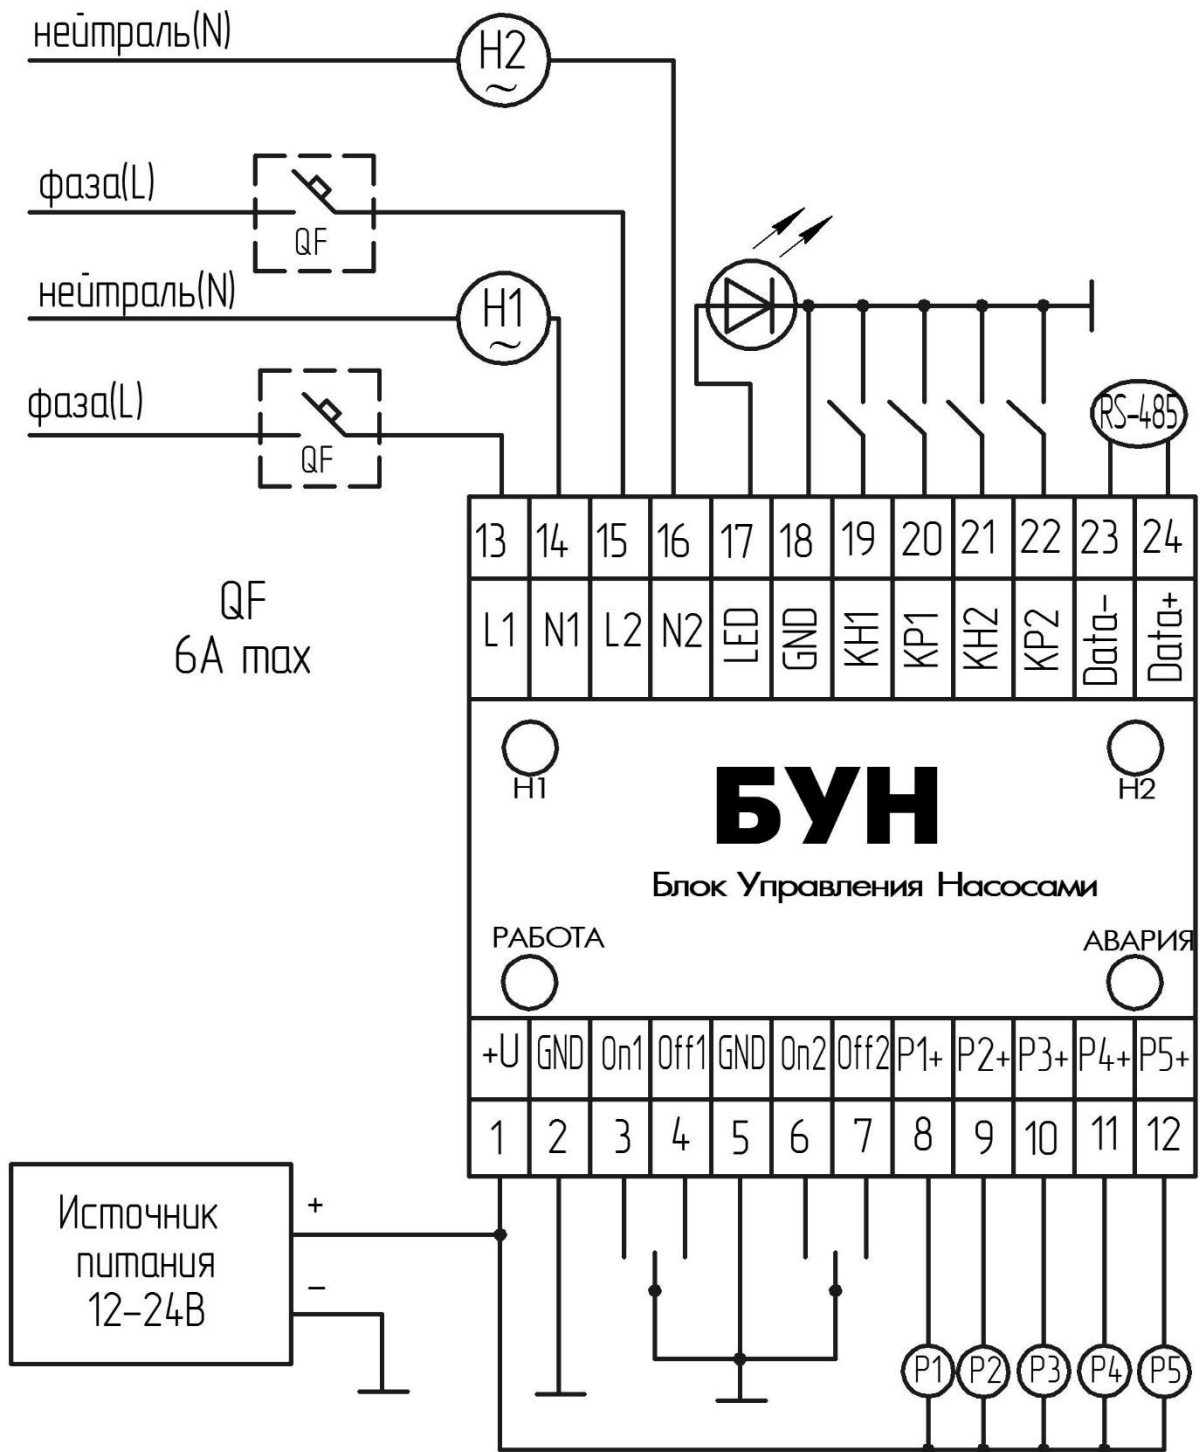 нейтраль(N)
H2
~
фаза(L)
QF
нейтраль(N)
H1
~
фаза(L)
QF
RS-485
QF
6A max
13 14 15 16 17 18 19 20 21 22 23 24
L1 N1 L2 N2 LED GND KH1 KP1 KH2 KP2 Data- Data+
H1
H2
БУН
Блок Управления Насосами
РАБОТА
АВАРИЯ
+U GND On1 Off1 GND On2 Off2 P1+ P2+ P3+ P4+ P5+
1 2 3 4 5 6 7 8 9 10 11 12
Источник
питания
12-24В
+
-
P1 P2 P3 P4 P5